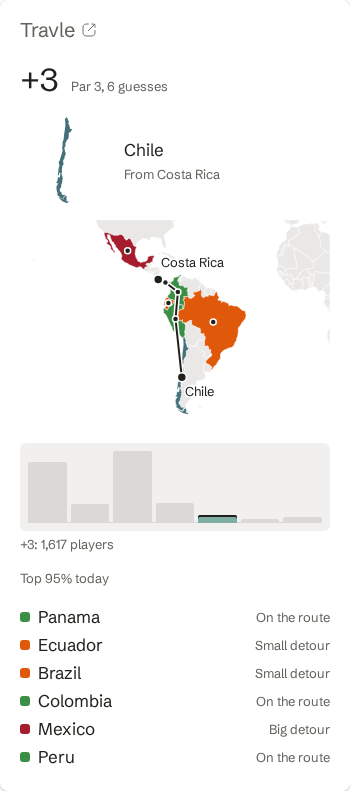 Travle
+3 Par 3, 6 guesses
Chile
From Costa Rica
Costa Rica
Chile
+3: 1,617 players
Top 95% today
Panama On the route
Ecuador Small detour
Brazil Small detour
Colombia On the route
Mexico Big detour
Peru On the route